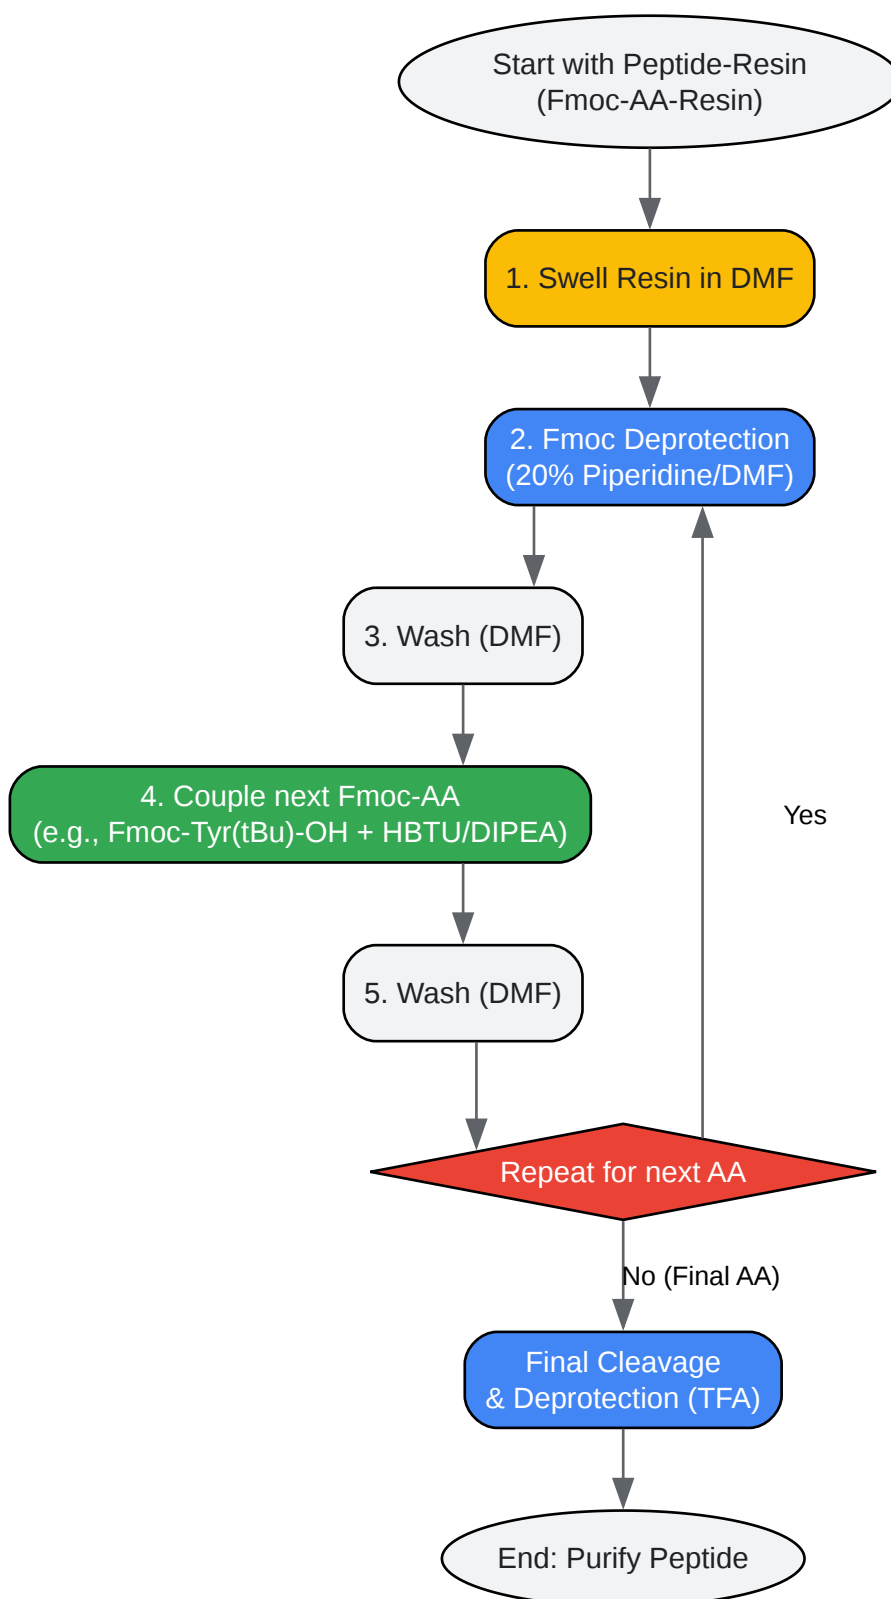 Start with Peptide-Resin
(Fmoc-AA-Resin)
1. Swell Resin in DMF
2. Fmoc Deprotection
(20% Piperidine/DMF)
3. Wash (DMF)
4. Couple next Fmoc-AA
(e.g., Fmoc-Tyr(tBu)-OH + HBTU/DIPEA)
Yes
5. Wash (DMF)
Repeat for next AA
No (Final AA)
Final Cleavage
& Deprotection (TFA)
End: Purify Peptide